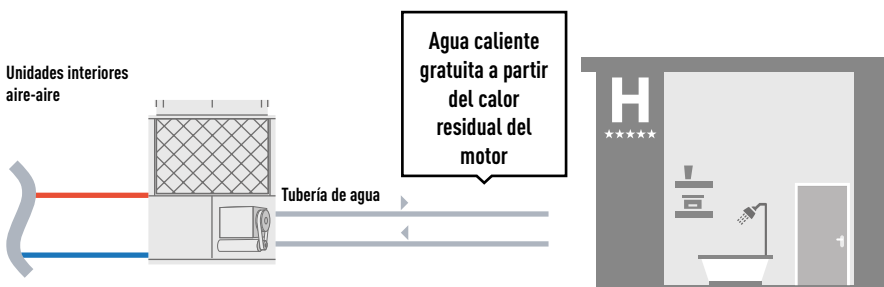 Unidades interiores
aire-aire
Agua caliente
gratuita a partir
del calor
residual del
motor
Tubería de agua
H
★★★★★